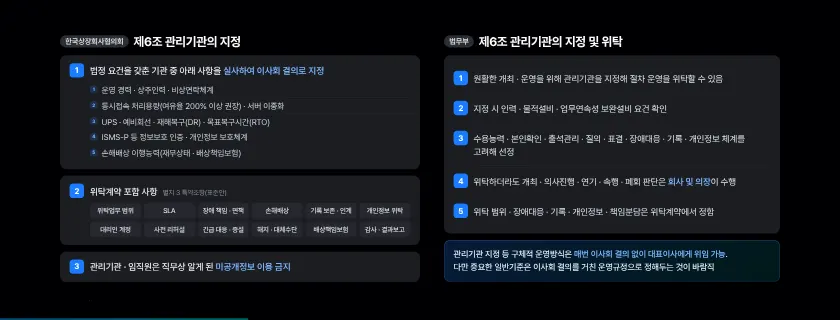 한국상장회사협의회 제6조 관리기관의 지정
1 법정 요건을 갖춘 기관 중 아래 사항을 실사하여 이사회 결의로 지정
1 운영 경력 · 상주인력 · 비상연락체계
2 동시접속 처리용량(여유율 200% 이상 권장) · 서버 이중화
3 UPS · 예비회선 · 재해복구(DR) · 목표복구시간(RTO)
4 ISMS-P 등 정보보호 인증 · 개인정보 보호체계
5 손해배상 이행능력(재무상태 · 배상책임보험)
2 위탁계약 포함 사항 별지 3 특약조항(표준안)
위탁업무 범위 SLA 장애 책임 · 면책 손해배상 기록 보존 · 인계 개인정보 위탁
대리인 계정 사전 리허설 긴급 대응 · 증설 해지 · 대체수단 배상책임보험 감사 · 결과보고
3 관리기관 · 임직원은 직무상 알게 된 미공개정보 이용 금지
법무부 제6조 관리기관의 지정 및 위탁
1 원활한 개최 · 운영을 위해 관리기관을 지정해 절차 운영을 위탁할 수 있음
2 지정 시 인력 · 물적설비 · 업무연속성 보완설비 요건 확인
3 수용능력 · 본인확인 · 출석관리 · 질의 · 표결 · 장애대응 · 기록 · 개인정보 체계를
고려해 선정
4 위탁하더라도 개최 · 의사진행 · 연기 · 속행 · 폐회 판단은 회사 및 의장이 수행
5 위탁 범위 · 장애대응 · 기록 · 개인정보 · 책임분담은 위탁계약에서 정함
관리기관 지정 등 구체적 운영방식은 매번 이사회 결의 없이 대표이사에게 위임 가능.
다만 중요한 일반기준은 이사회 결의를 거친 운영규정으로 정해두는 것이 바람직